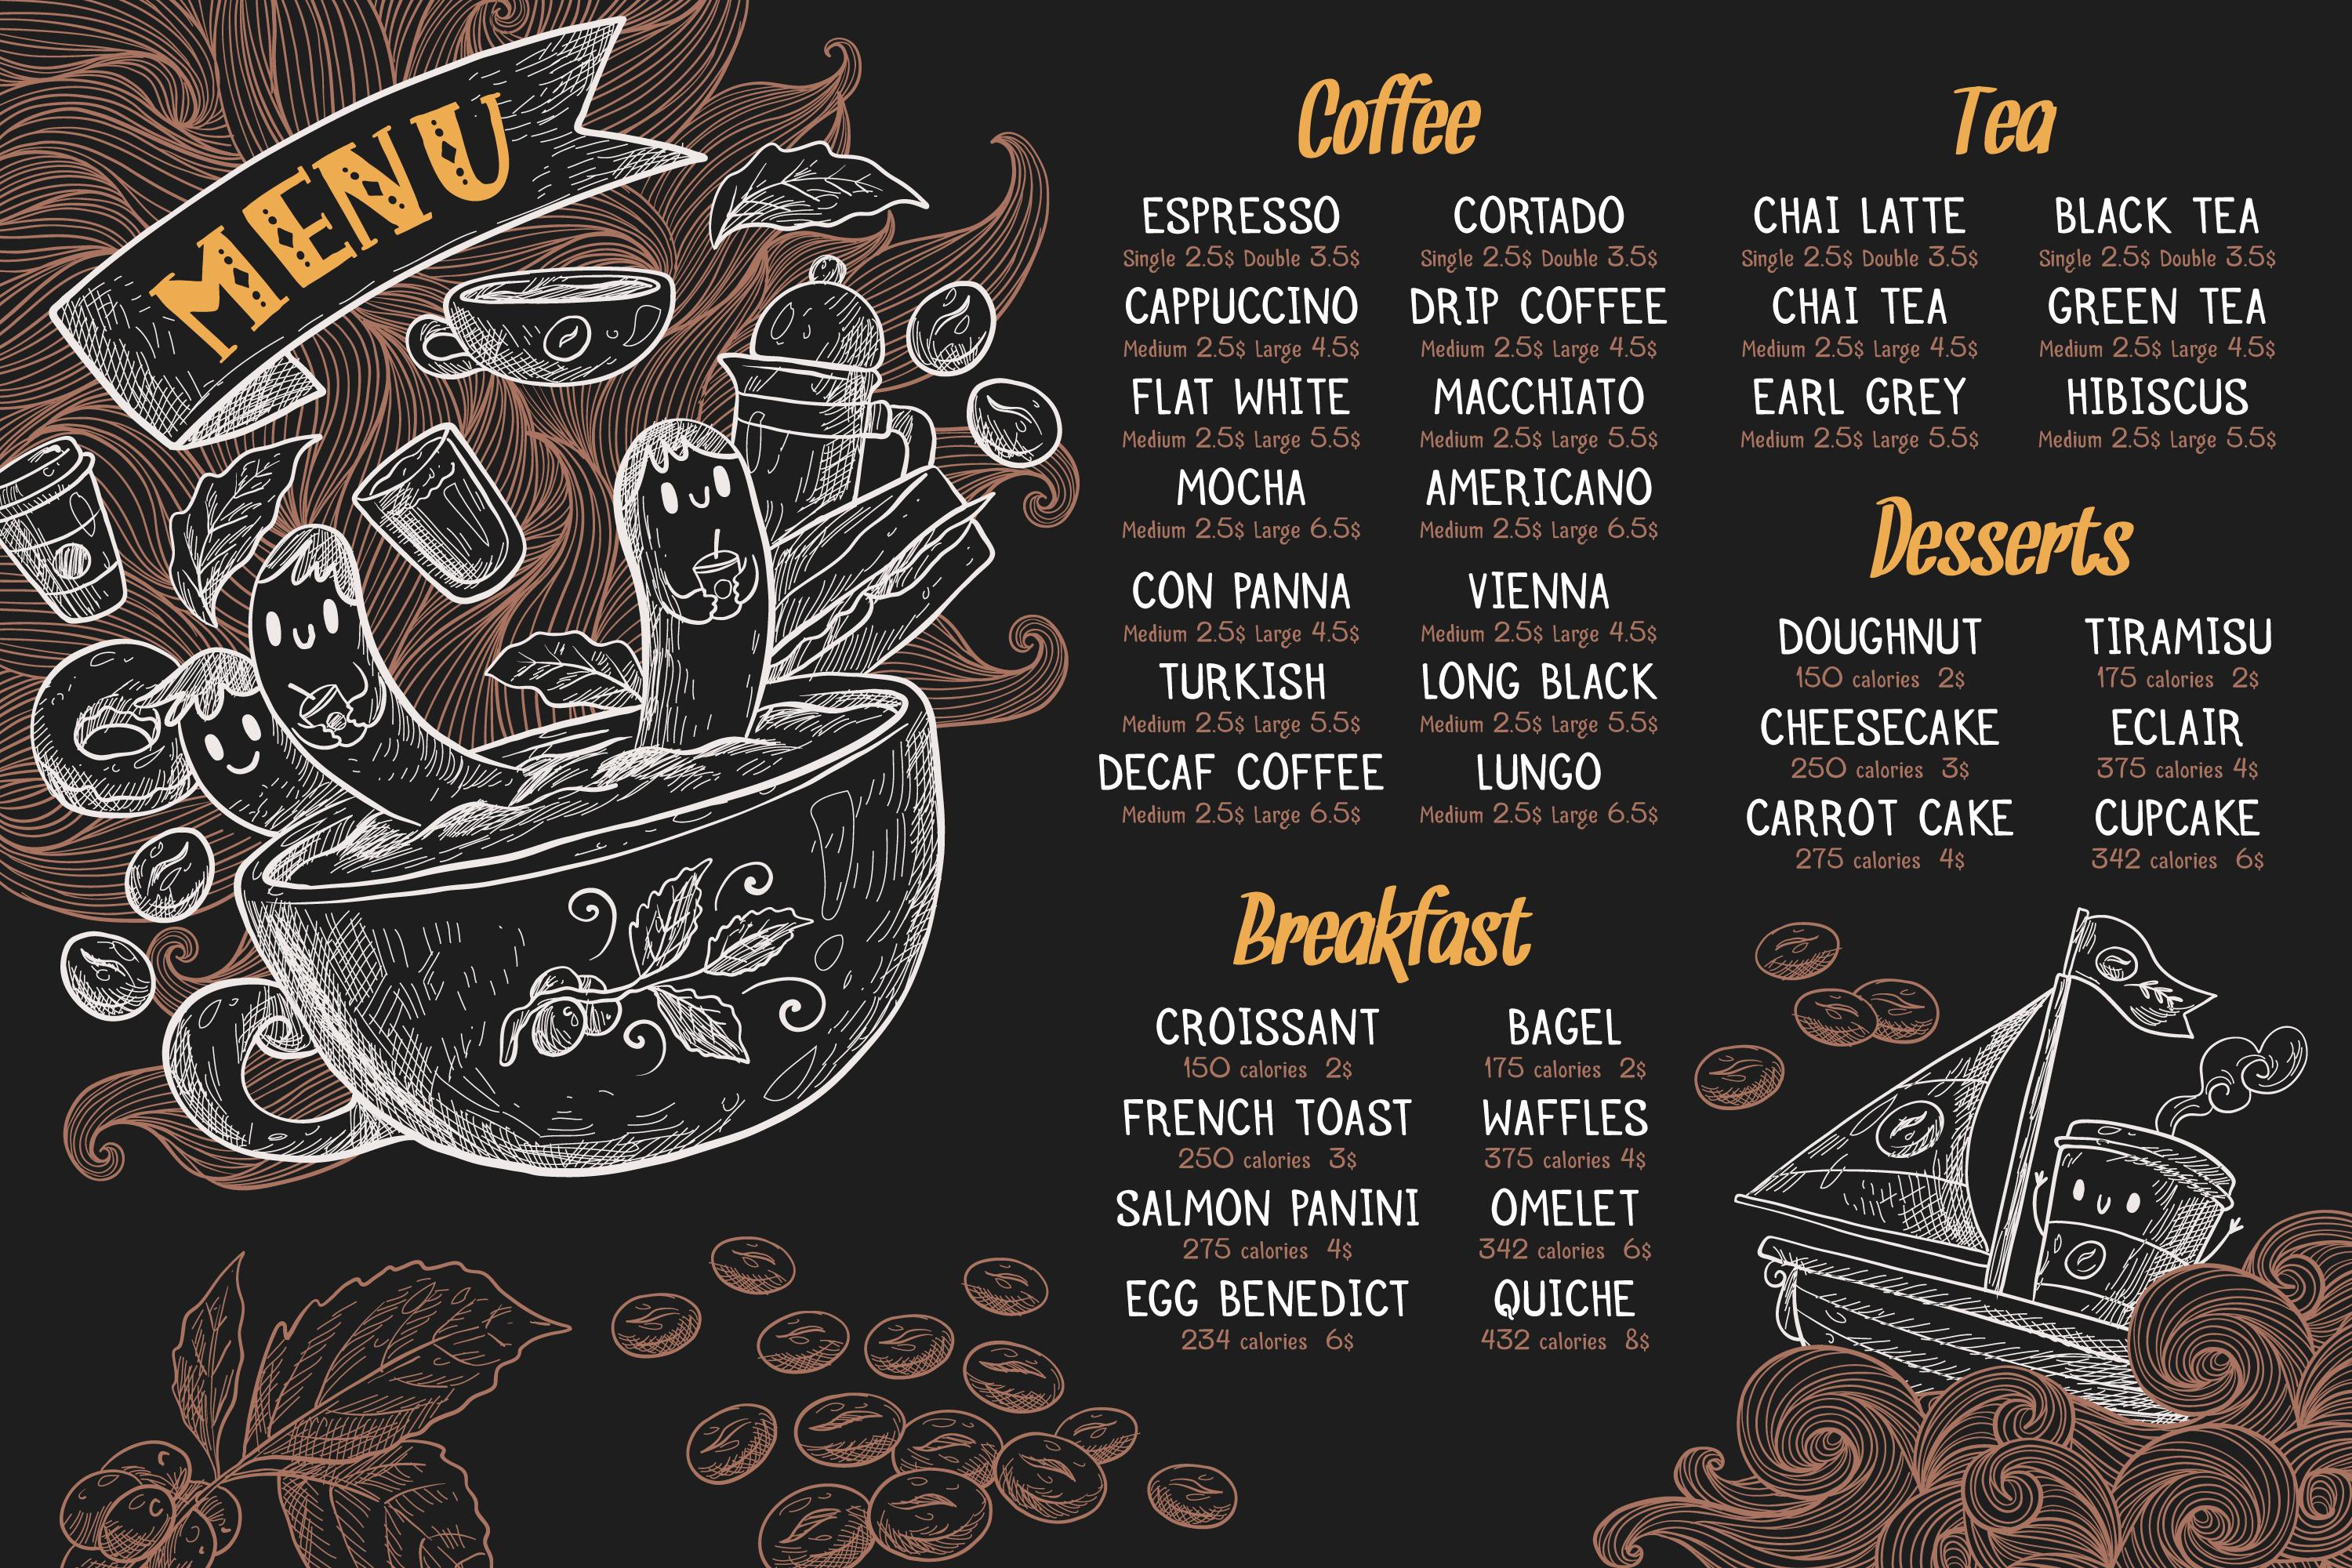 MENU
Coffee
ESPRESSO
Single 2.5$ Double 3.5$
CAPPUCCINO
Medium 2.5$ Large 4.5$
FLAT WHITE
Medium 2.5$ Large 5.5$
MOCHA
Medium 2.5$ Large 6.5$
CON PANNA
Medium 2.5$ Large 4.5$
TURKISH
Medium 2.5$ Large 5.5$
DECAF COFFEE
Medium 2.5$ Large 6.5$
CORTADO
Single 2.5$ Double 3.5$
DRIP COFFEE
Medium 2.5$ Large 4.5$
MACCHIATO
Medium 2.5$ Large 5.5$
AMERICANO
Medium 2.5$ Large 6.5$
VIENNA
Medium 2.5$ Large 4.5$
LONG BLACK
Medium 2.5$ Large 5.5$
LUNGO
Medium 2.5$ Large 6.5$
Breakfast
CROISSANT
150 calories 2$
FRENCH TOAST
250 calories 3$
SALMON PANINI
275 calories 4$
EGG BENEDICT
234 calories 6$
BAGEL
175 calories 2$
WAFFLES
375 calories 4$
OMELET
342 calories 6$
QUICHE
432 calories 8$
Tea
CHAI LATTE
Single 2.5$ Double 3.5$
CHAI TEA
Medium 2.5$ Large 4.5$
EARL GREY
Medium 2.5$ Large 5.5$
BLACK TEA
Single 2.5$ Double 3.5$
GREEN TEA
Medium 2.5$ Large 4.5$
HIBISCUS
Medium 2.5$ Large 5.5$
Desserts
DOUGHNUT
150 calories 2$
CHEESECAKE
250 calories 3$
CARROT CAKE
275 calories 4$
TIRAMISU
175 calories 2$
ECLAIR
375 calories 4$
CUPCAKE
342 calories 6$